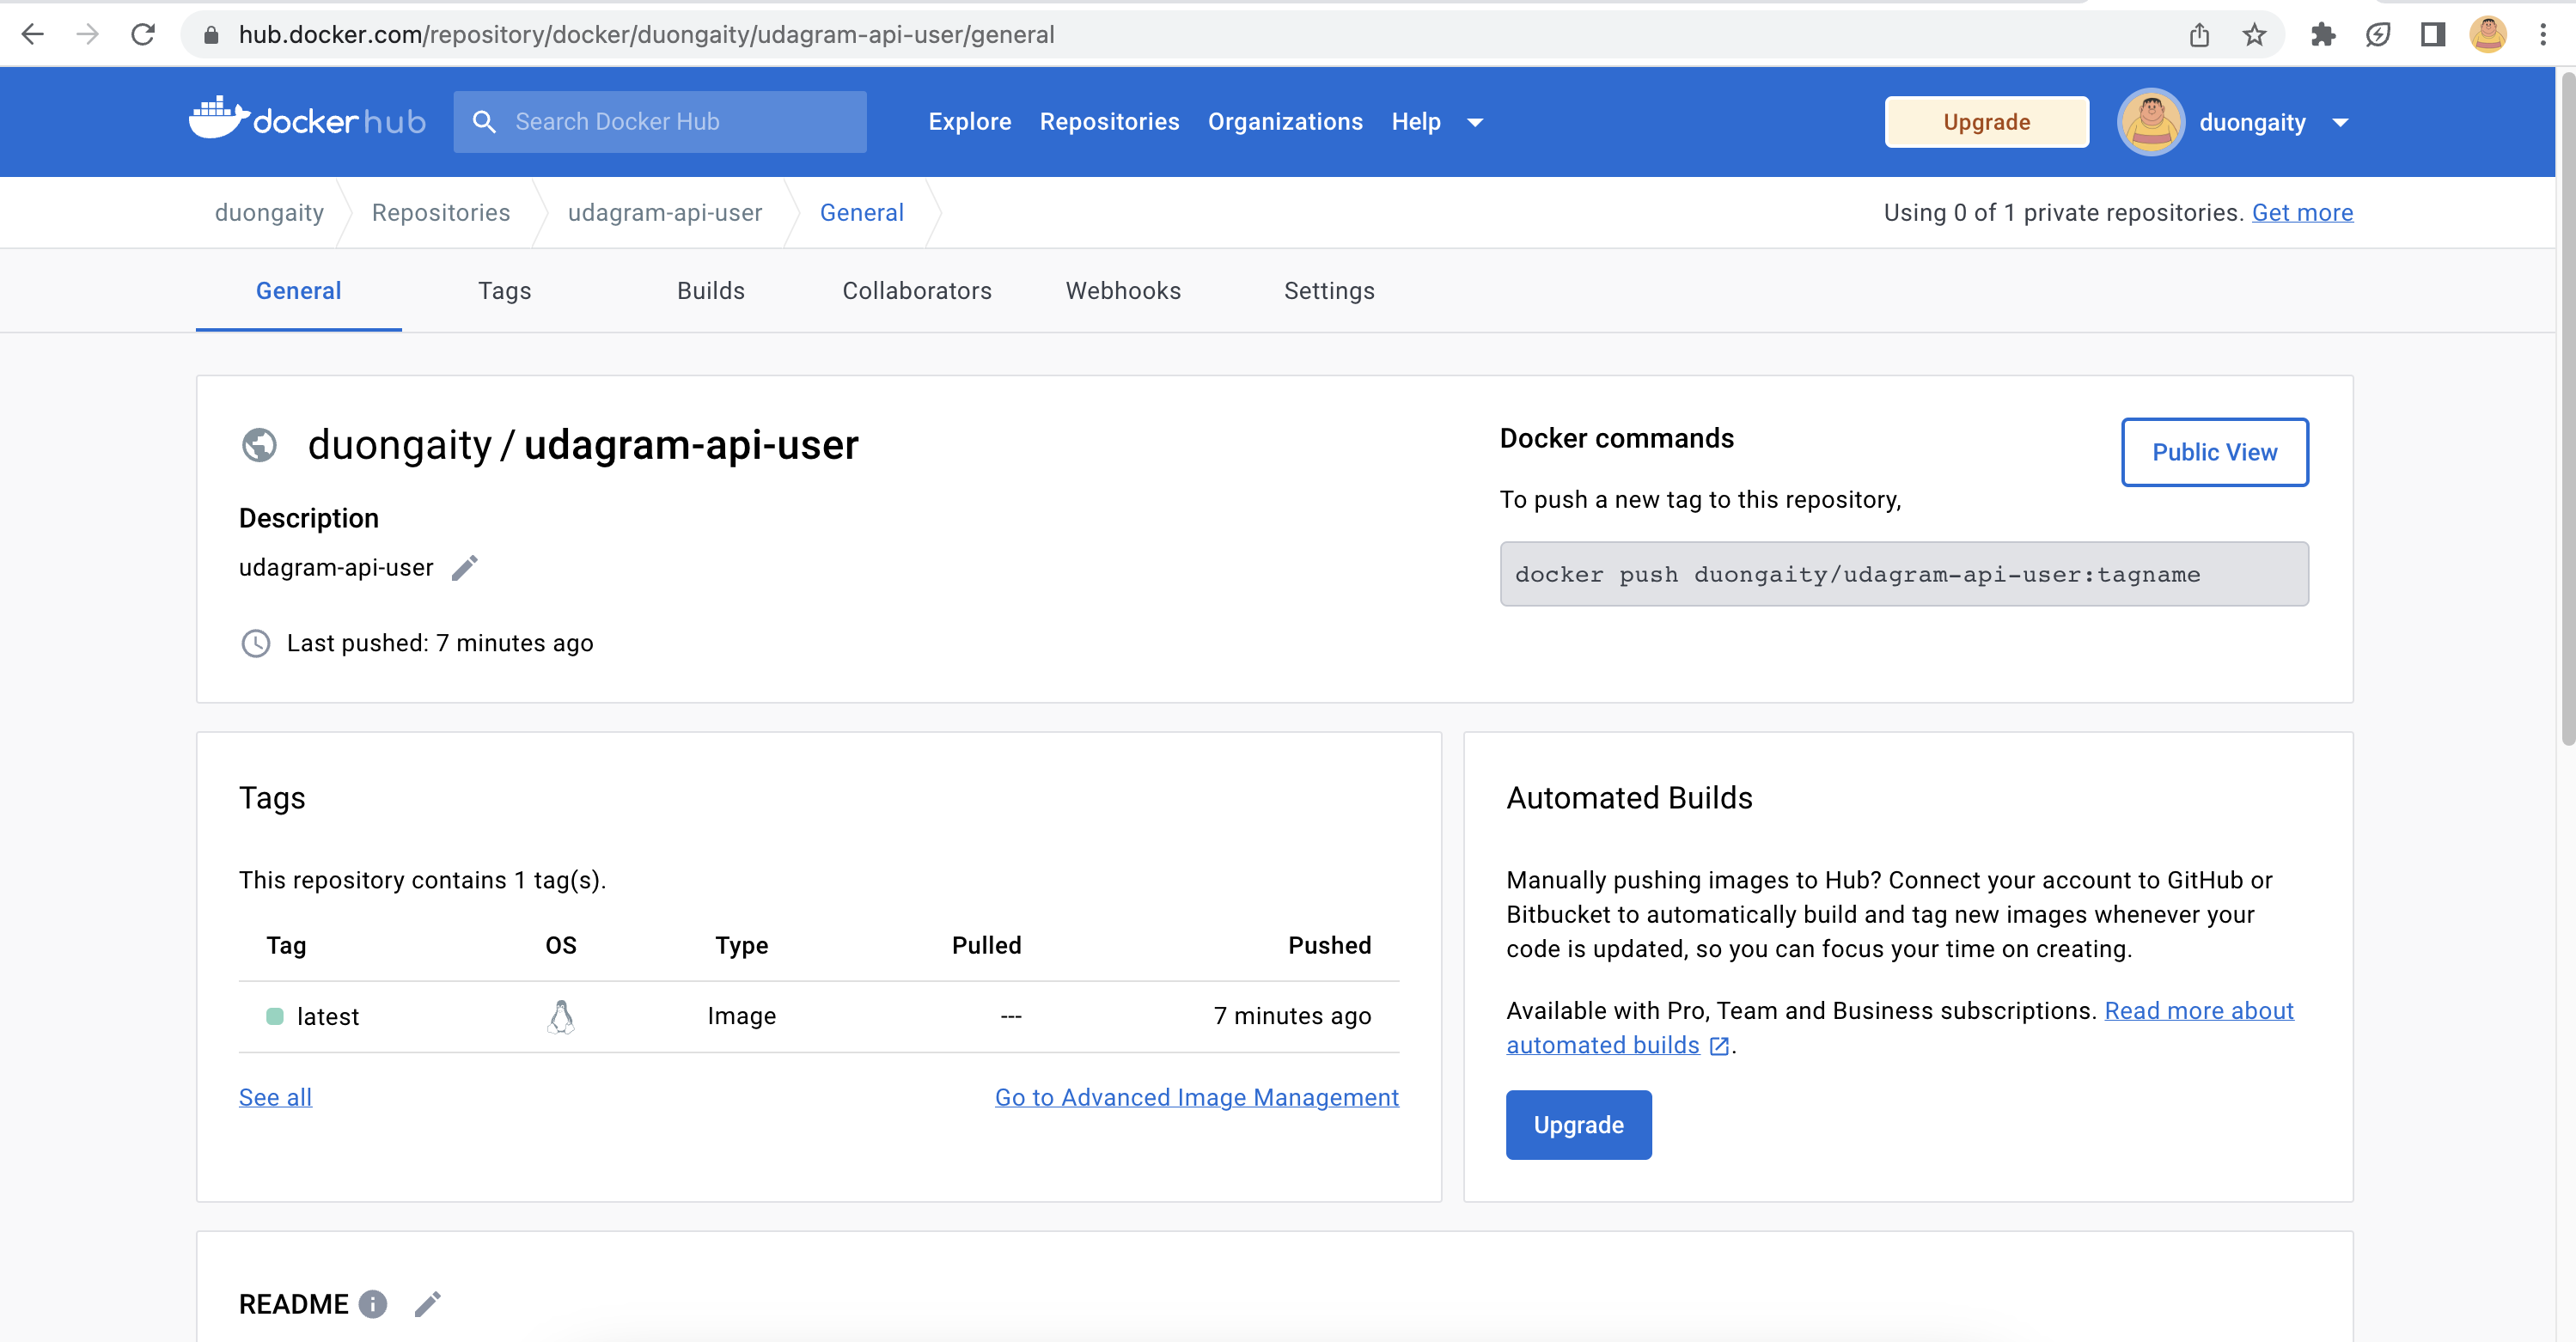 hub.docker.com/repository/docker/duongaity/udagram-api-user/general
dockerhub
Search Docker Hub
Explore
Repositories
Organizations
Help
Upgrade
duongaity
duongaity
Repositories
udagram-api-user
General
Using 0 of 1 private repositories. Get more
General
Tags
Builds
Collaborators
Webhooks
Settings
duongaity / udagram-api-user
Description
udagram-api-user
Last pushed: 7 minutes ago
Docker commands
Public View
To push a new tag to this repository,
docker push duongaity/udagram-api-user:tagname
Tags
This repository contains 1 tag(s).
Tag OS Type Pulled Pushed
latest Image --- 7 minutes ago
See all
Go to Advanced Image Management
Automated Builds
Manually pushing images to Hub? Connect your account to GitHub or
Bitbucket to automatically build and tag new images whenever your
code is updated, so you can focus your time on creating.
Available with Pro, Team and Business subscriptions. Read more about
automated builds .
Upgrade
README